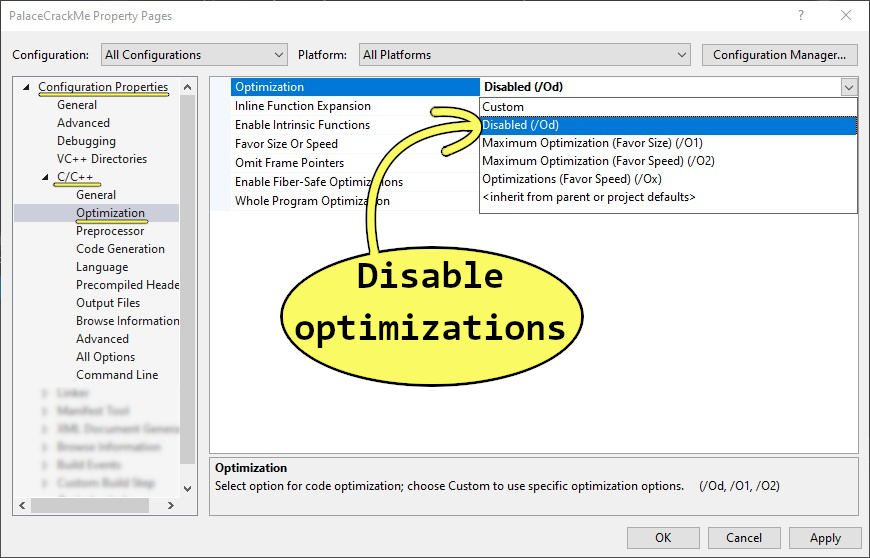 PalaceCrackMe Property Pages
Configuration: All Configurations Platform: All Platforms Configuration Manager...
Configuration Properties
General
Advanced
Debugging
VC++ Directories
C/C++
General
Optimization
Preprocessor
Code Generation
Language
Precompiled Heade
Output Files
Browse Information
Advanced
All Options
Command Line
Linker
Manifest Tool
XML Document Genera
Browse Information
Build Events
Custom Build Step
Optimization Disabled (/Od)
Inline Function Expansion
Enable Intrinsic Functions
Favor Size Or Speed
Omit Frame Pointers
Enable Fiber-Safe Optimizations
Whole Program Optimization
Custom
Disabled (/Od)
Maximum Optimization (Favor Size) (/O1)
Maximum Optimization (Favor Speed) (/O2)
Optimizations (Favor Speed) (/Ox)
<inherit from parent or project defaults>
Disable
optimizations
Optimization
Select option for code optimization; choose Custom to use specific optimization options. (/Od, /O1, /O2)
OK Cancel Apply